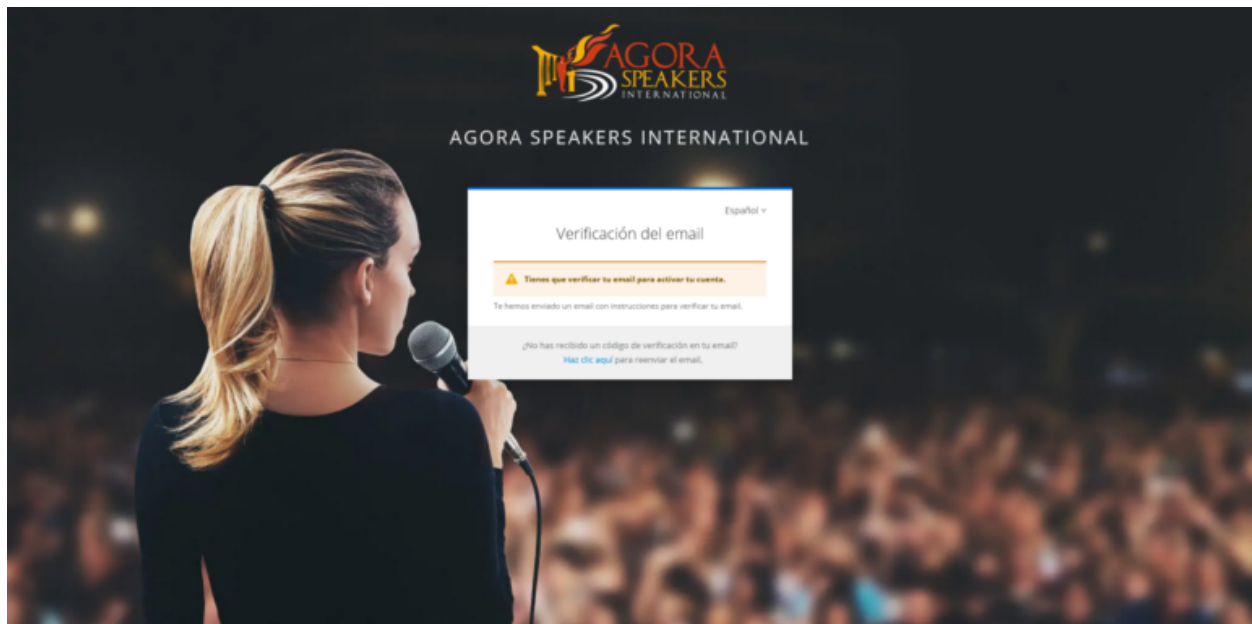 AGORA
SPEAKERS
INTERNATIONAL
AGORA SPEAKERS INTERNATIONAL
Español
Verificación del email
Tienes que verificar tu email para activar tu cuenta.
Te hemos enviado un email con instrucciones para verificar tu email.
¿No has recibido un código de verificación en tu email?
Haz clic aquí para reenviar el email.